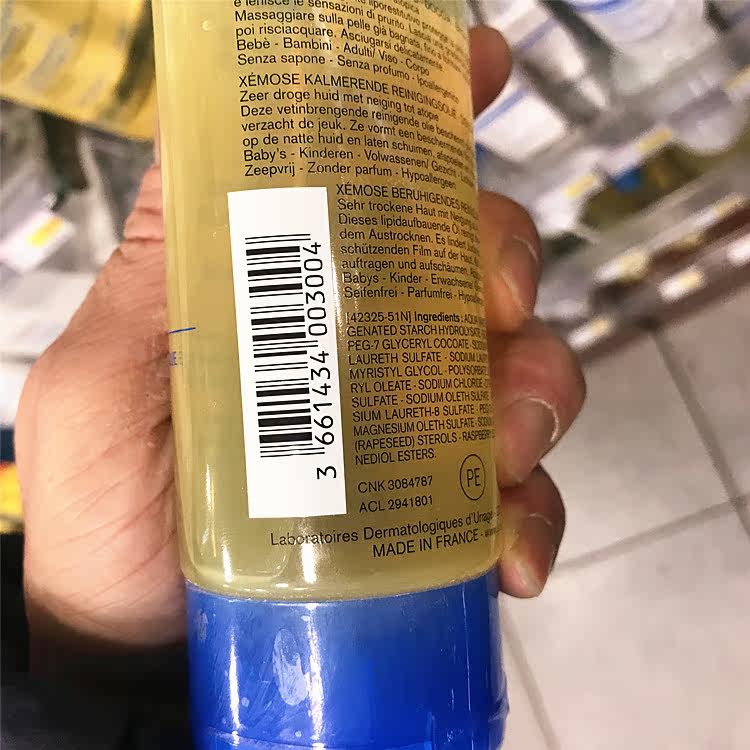 e lenisce le sensazioni di prurito. Lascia
Massaggiare sulla pelle già bagnata, fino a
poi risciacquare. Asciugarsi delicatamente
Bebè - Bambini - Adulti/ Viso - Corpo
Senza sapone - Senza profumo - Ipoallergenico
XÉMOSE KALMERENDE REINIGINGSOLIE -
Zeer droge huid met neiging tot atopie
Deze vetinbrengende reinigende olie beschermt
verzacht de jeuk. Ze vormt een beschermende
op de natte huid en laten schuimen, afspoelen
Baby's - Kinderen - Volwassenen/ Gezicht -
Zeepvrij - Zonder parfum - Hypoallergeen
XÉMOSE BERUHIGENDES
Sehr trockene Haut mit Neigung
Dieses lipidaufbauende Öl
dem Austrocknen. Es lindert
schützenden Film auf der Haut.
auftragen und aufschäumen.
Babys - Kinder - Erwachsene/
Seifenfrei - Parfumfrei -
3 661434 003004
[42325-51N] Ingredients: AQUA
GENATED STARCH HYDROLYSATE
PEG-7 GLYCERYL COCOATE -
LAURETH SULFATE - SODIUM
MYRISTYL GLYCOL - POLYSORBATE
RYL OLEATE - SODIUM CHLORIDE -
SULFATE - SODIUM OLETH SULFATE -
SIUM LAURETH-8 SULFATE -
MAGNESIUM OLETH SULFATE -
(RAPESEED) STEROLS - RASPBERRY
NEDIOL ESTERS.
CNK 3084787
ACL 2941801
PE
Laboratoires Dermatologiques d'Uriage
MADE IN FRANCE -